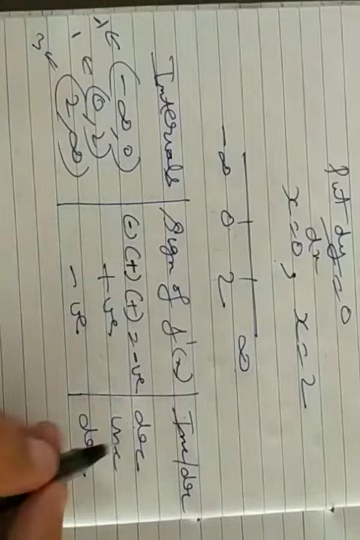 Put dy/dx = 0
x=0, x=2
-∞ 0 2 ∞
Intervals Sign of f'(x) Inc/dec
(-∞,0) (-)(+)(+)=-ve dec
(0,2) +ve inc
(2,∞) -ve